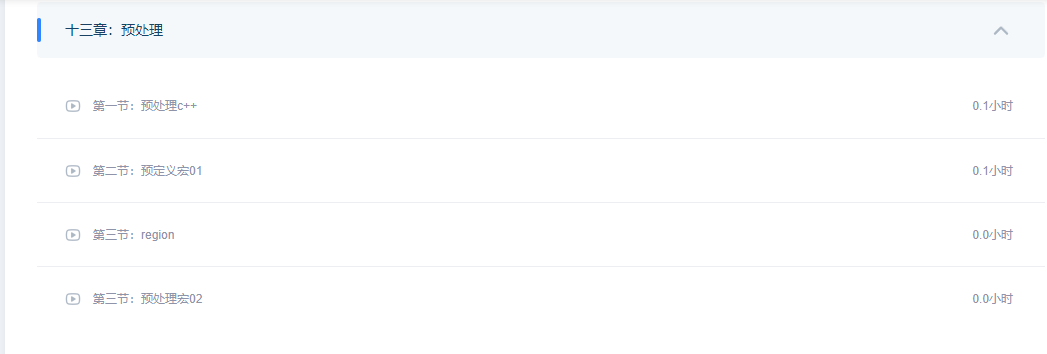 十三章：预处理
第一节：预处理c++ 0.1小时
第二节：预定义宏01 0.1小时
第三节：region 0.0小时
第三节：预处理宏02 0.0小时